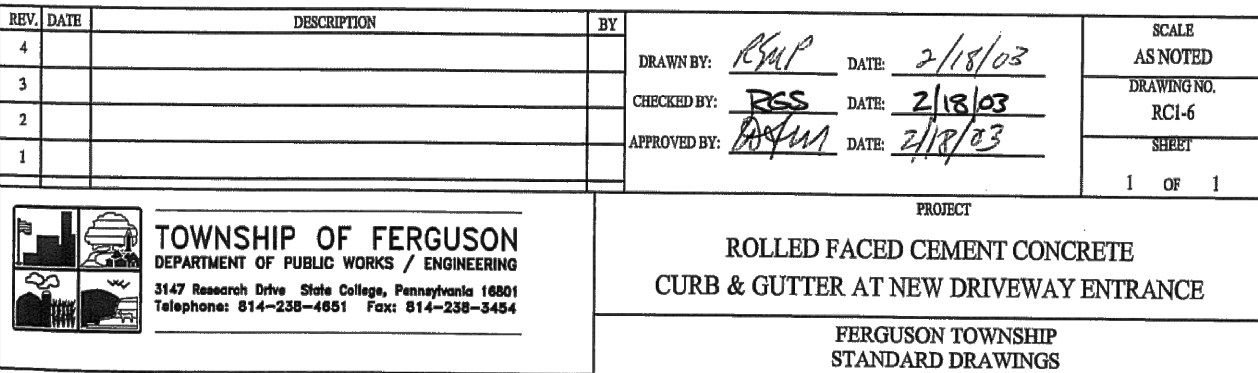 REV. DATE DESCRIPTION BY
4
3
2
1
DRAWN BY: DATE: 2/18/03
CHECKED BY: RGS DATE: 2/18/03
APPROVED BY: DATE: 2/18/03
SCALE
AS NOTED
DRAWING NO.
RC1-6
SHEET
1 OF 1
TOWNSHIP OF FERGUSON
DEPARTMENT OF PUBLIC WORKS / ENGINEERING
3147 Research Drive State College, Pennsylvania 16801
Telephone: 814-238-4651 Fax: 814-238-3454
PROJECT
ROLLED FACED CEMENT CONCRETE
CURB & GUTTER AT NEW DRIVEWAY ENTRANCE
FERGUSON TOWNSHIP
STANDARD DRAWINGS